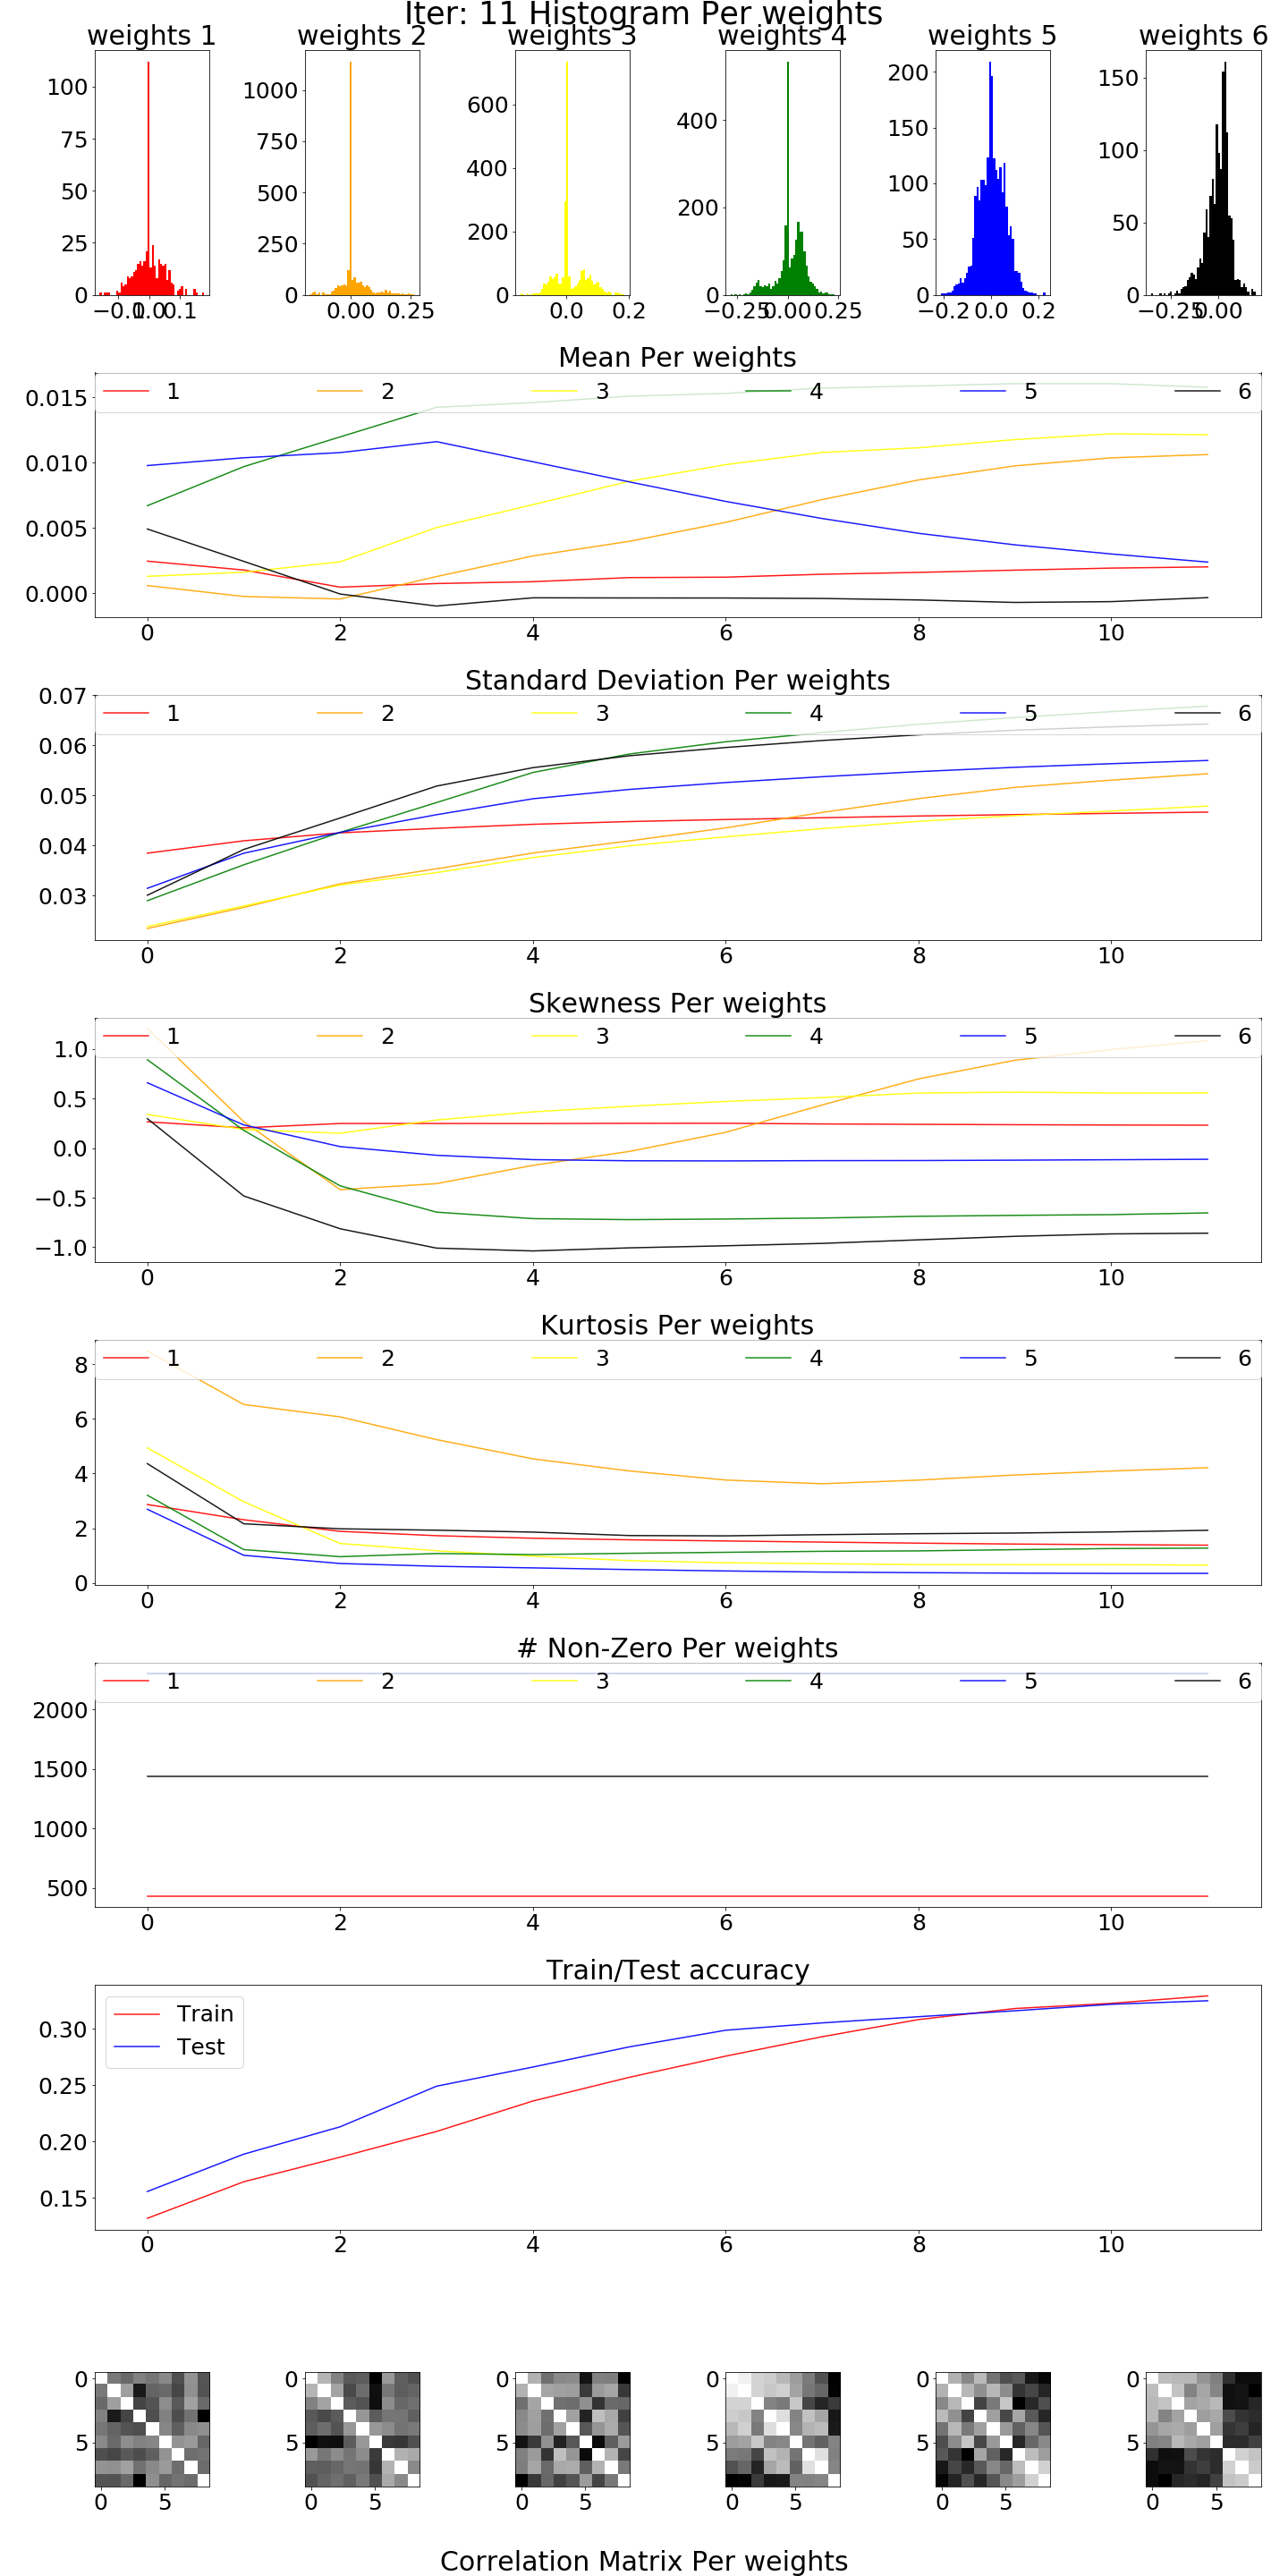 Iter: 11 Histogram Per weights
weights 1 weights 2 weights 3 weights 4 weights 5 weights 6
100
75
50
25
0
0.1
1000
750
500
250
0
0.00 0.25
600
400
200
0
0.0 0.2
400
200
0
−0.25 0.00 0.25
200
150
100
50
0
−0.2 0.0 0.2
150
100
50
0
−0.25 0.00
Mean Per weights
1 2 3 4 5 6
0.015
0.010
0.005
0.000
0 2 4 6 8 10
Standard Deviation Per weights
1 2 3 4 5 6
0.07
0.06
0.05
0.04
0.03
0 2 4 6 8 10
Skewness Per weights
1 2 3 4 5 6
1.0
0.5
0.0
−0.5
−1.0
0 2 4 6 8 10
Kurtosis Per weights
1 2 3 4 5 6
8
6
4
2
0
0 2 4 6 8 10
# Non-Zero Per weights
1 2 3 4 5 6
2000
1500
1000
500
0 2 4 6 8 10
Train/Test accuracy
Train
Test
0.30
0.25
0.20
0.15
0 2 4 6 8 10
0 0 0 0 0 0
5 5 5 5 5 5
0 5 0 5 0 5 0 5 0 5 0 5
Correlation Matrix Per weights